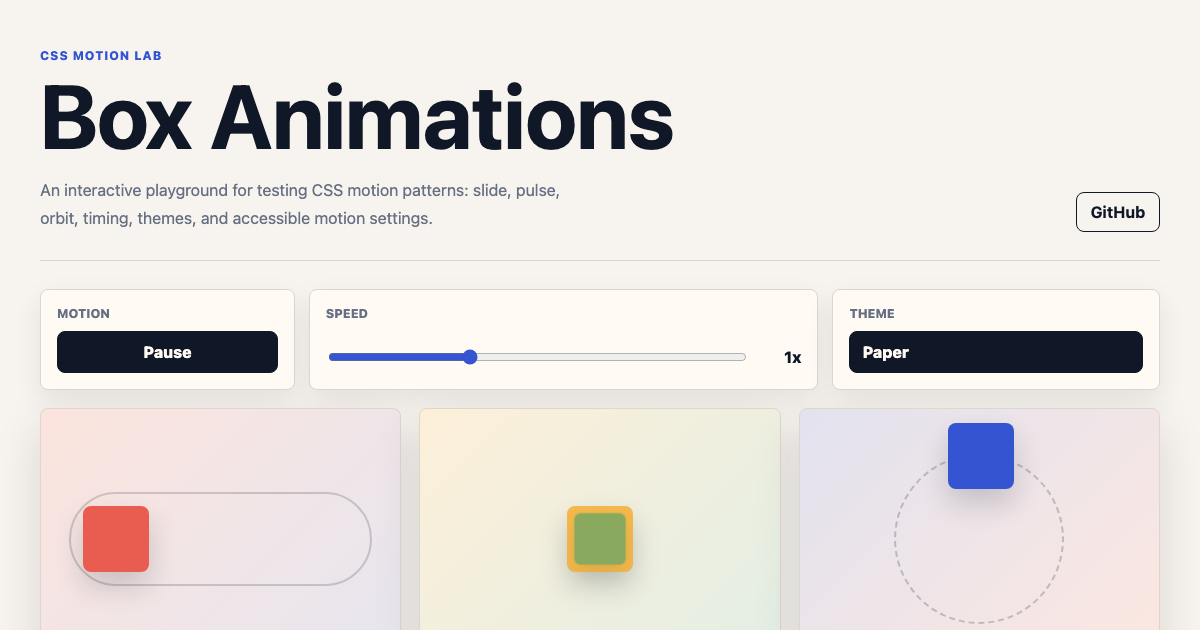 CSS MOTION LAB
Box Animations
An interactive playground for testing CSS motion patterns: slide, pulse,
orbit, timing, themes, and accessible motion settings.
GitHub
MOTION
Pause
SPEED
1x
THEME
Paper